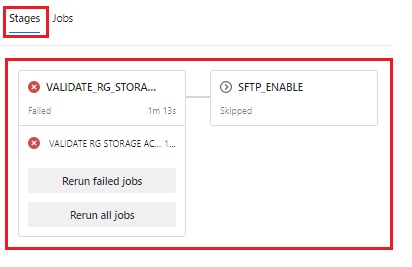 Stages Jobs
VALIDATE_RG_STORA... SFTP_ENABLE
Failed 1m 13s Skipped
VALIDATE RG STORAGE AC... 1...
Rerun failed jobs
Rerun all jobs